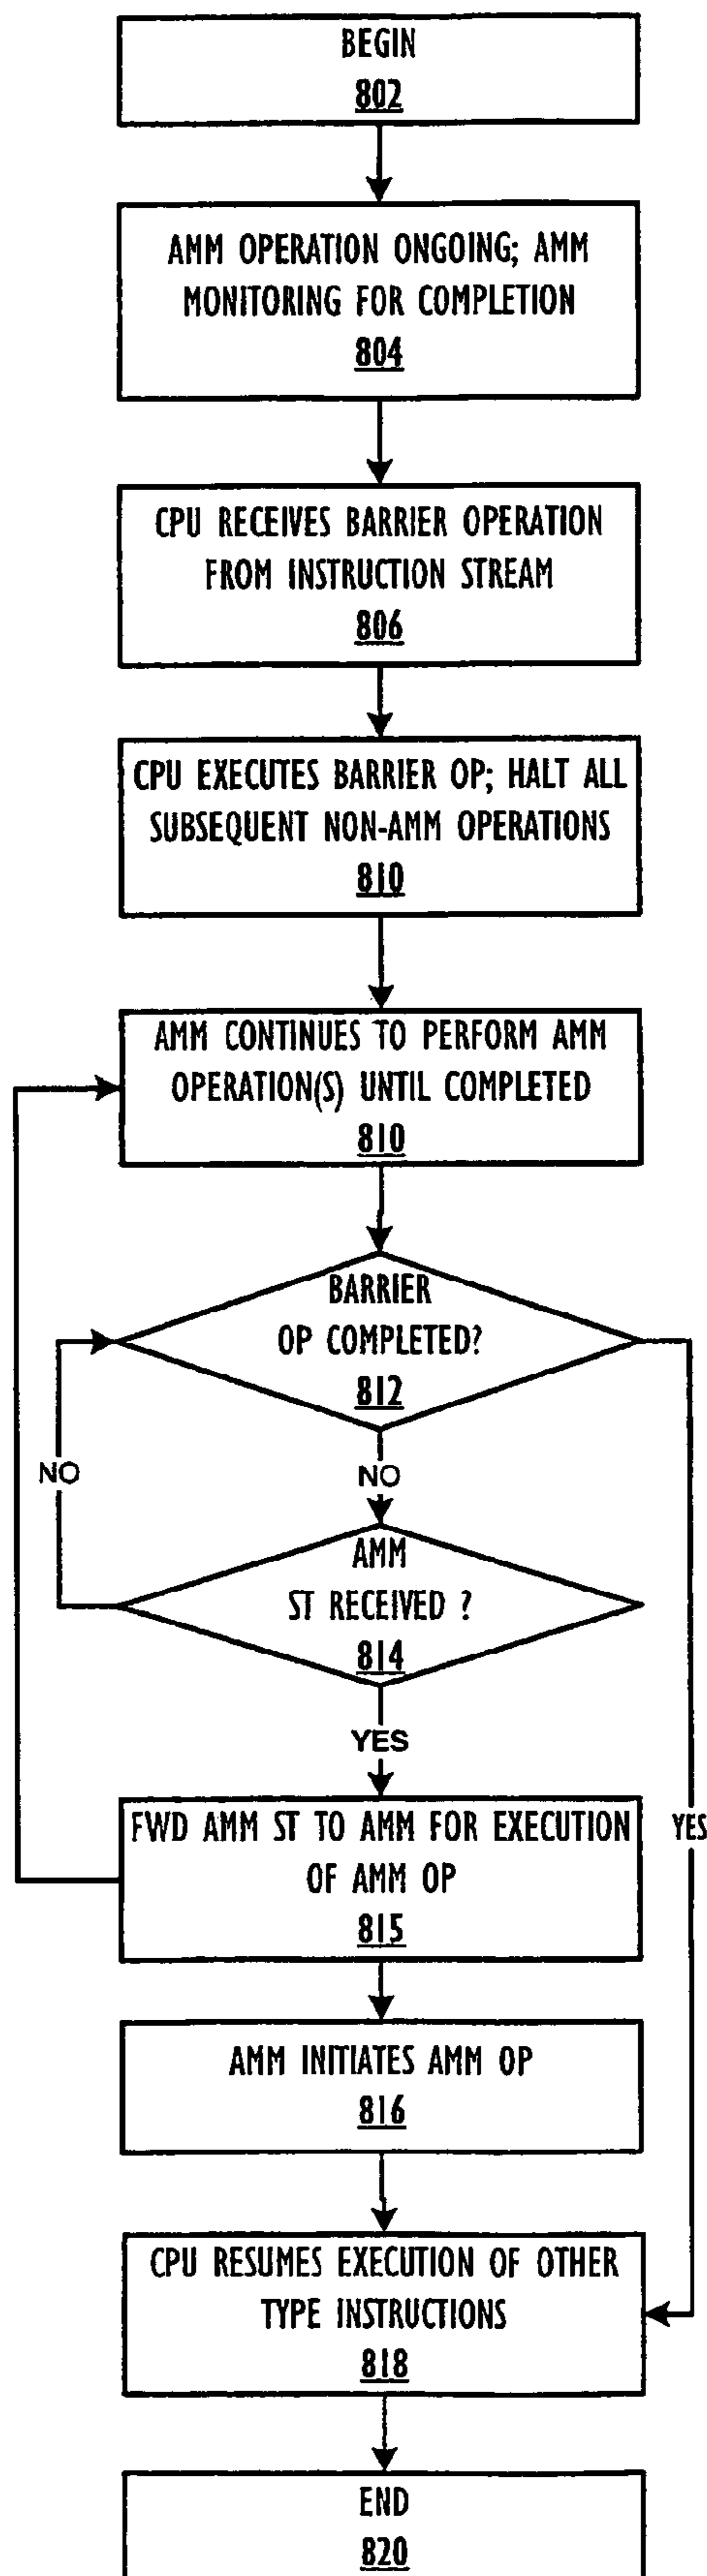 BEGIN
802
AMM OPERATION ONGOING; AMM
MONITORING FOR COMPLETION
804
CPU RECEIVES BARRIER OPERATION
FROM INSTRUCTION STREAM
806
CPU EXECUTES BARRIER OP; HALT ALL
SUBSEQUENT NON-AMM OPERATIONS
810
AMM CONTINUES TO PERFORM AMM
OPERATION(S) UNTIL COMPLETED
810
BARRIER
OP COMPLETED?
812
NO
NO
AMM
ST RECEIVED ?
814
YES
FWD AMM ST TO AMM FOR EXECUTION
OF AMM OP
815
YES
AMM INITIATES AMM OP
816
CPU RESUMES EXECUTION OF OTHER
TYPE INSTRUCTIONS
818
END
820